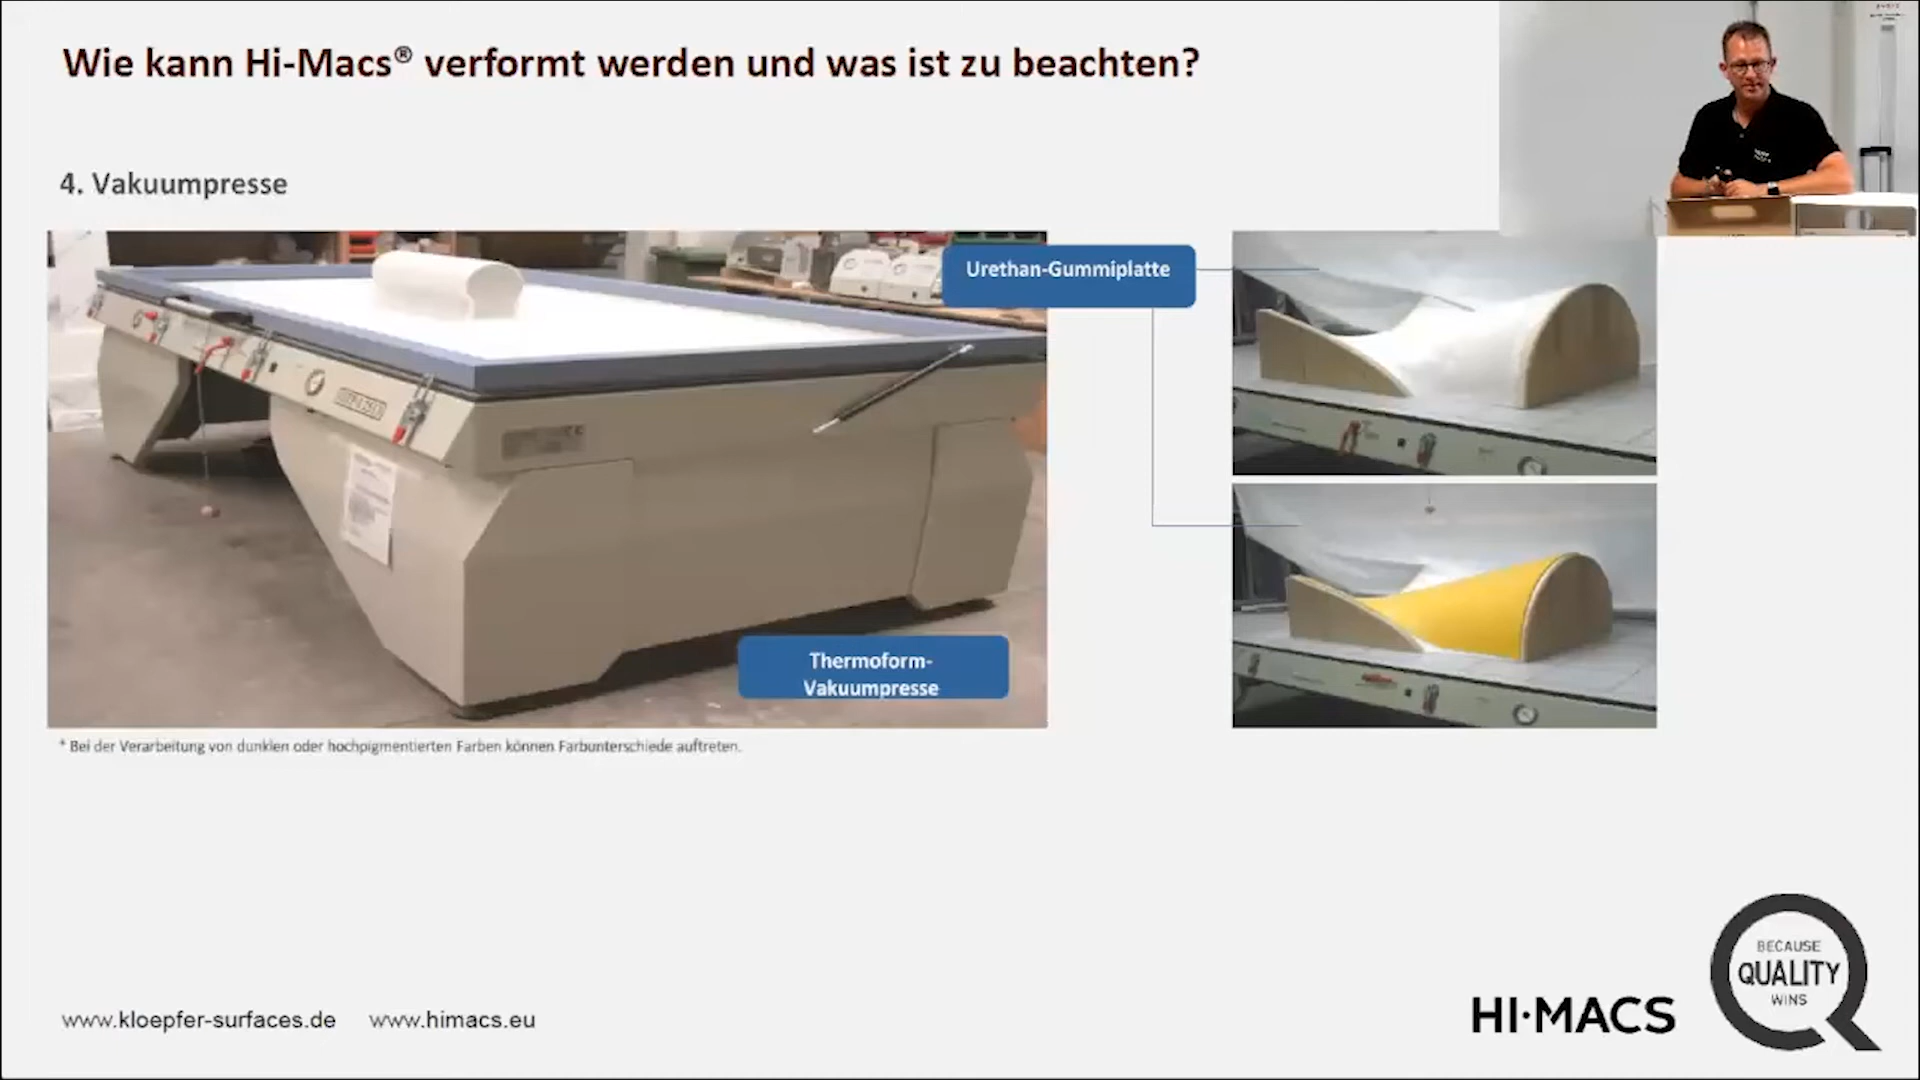 Wie kann Hi-Macs® verformt werden und was ist zu beachten?
4. Vakuumpresse
Urethan-Gummiplatte
Thermoform-
Vakuumpresse
* Bei der Verarbeitung von dunklen oder hochpigmentierten Farben können Farbunterschiede auftreten.
www.kloepfer-surfaces.de www.himacs.eu
HI·MACS
BECAUSE
QUALITY
WINS